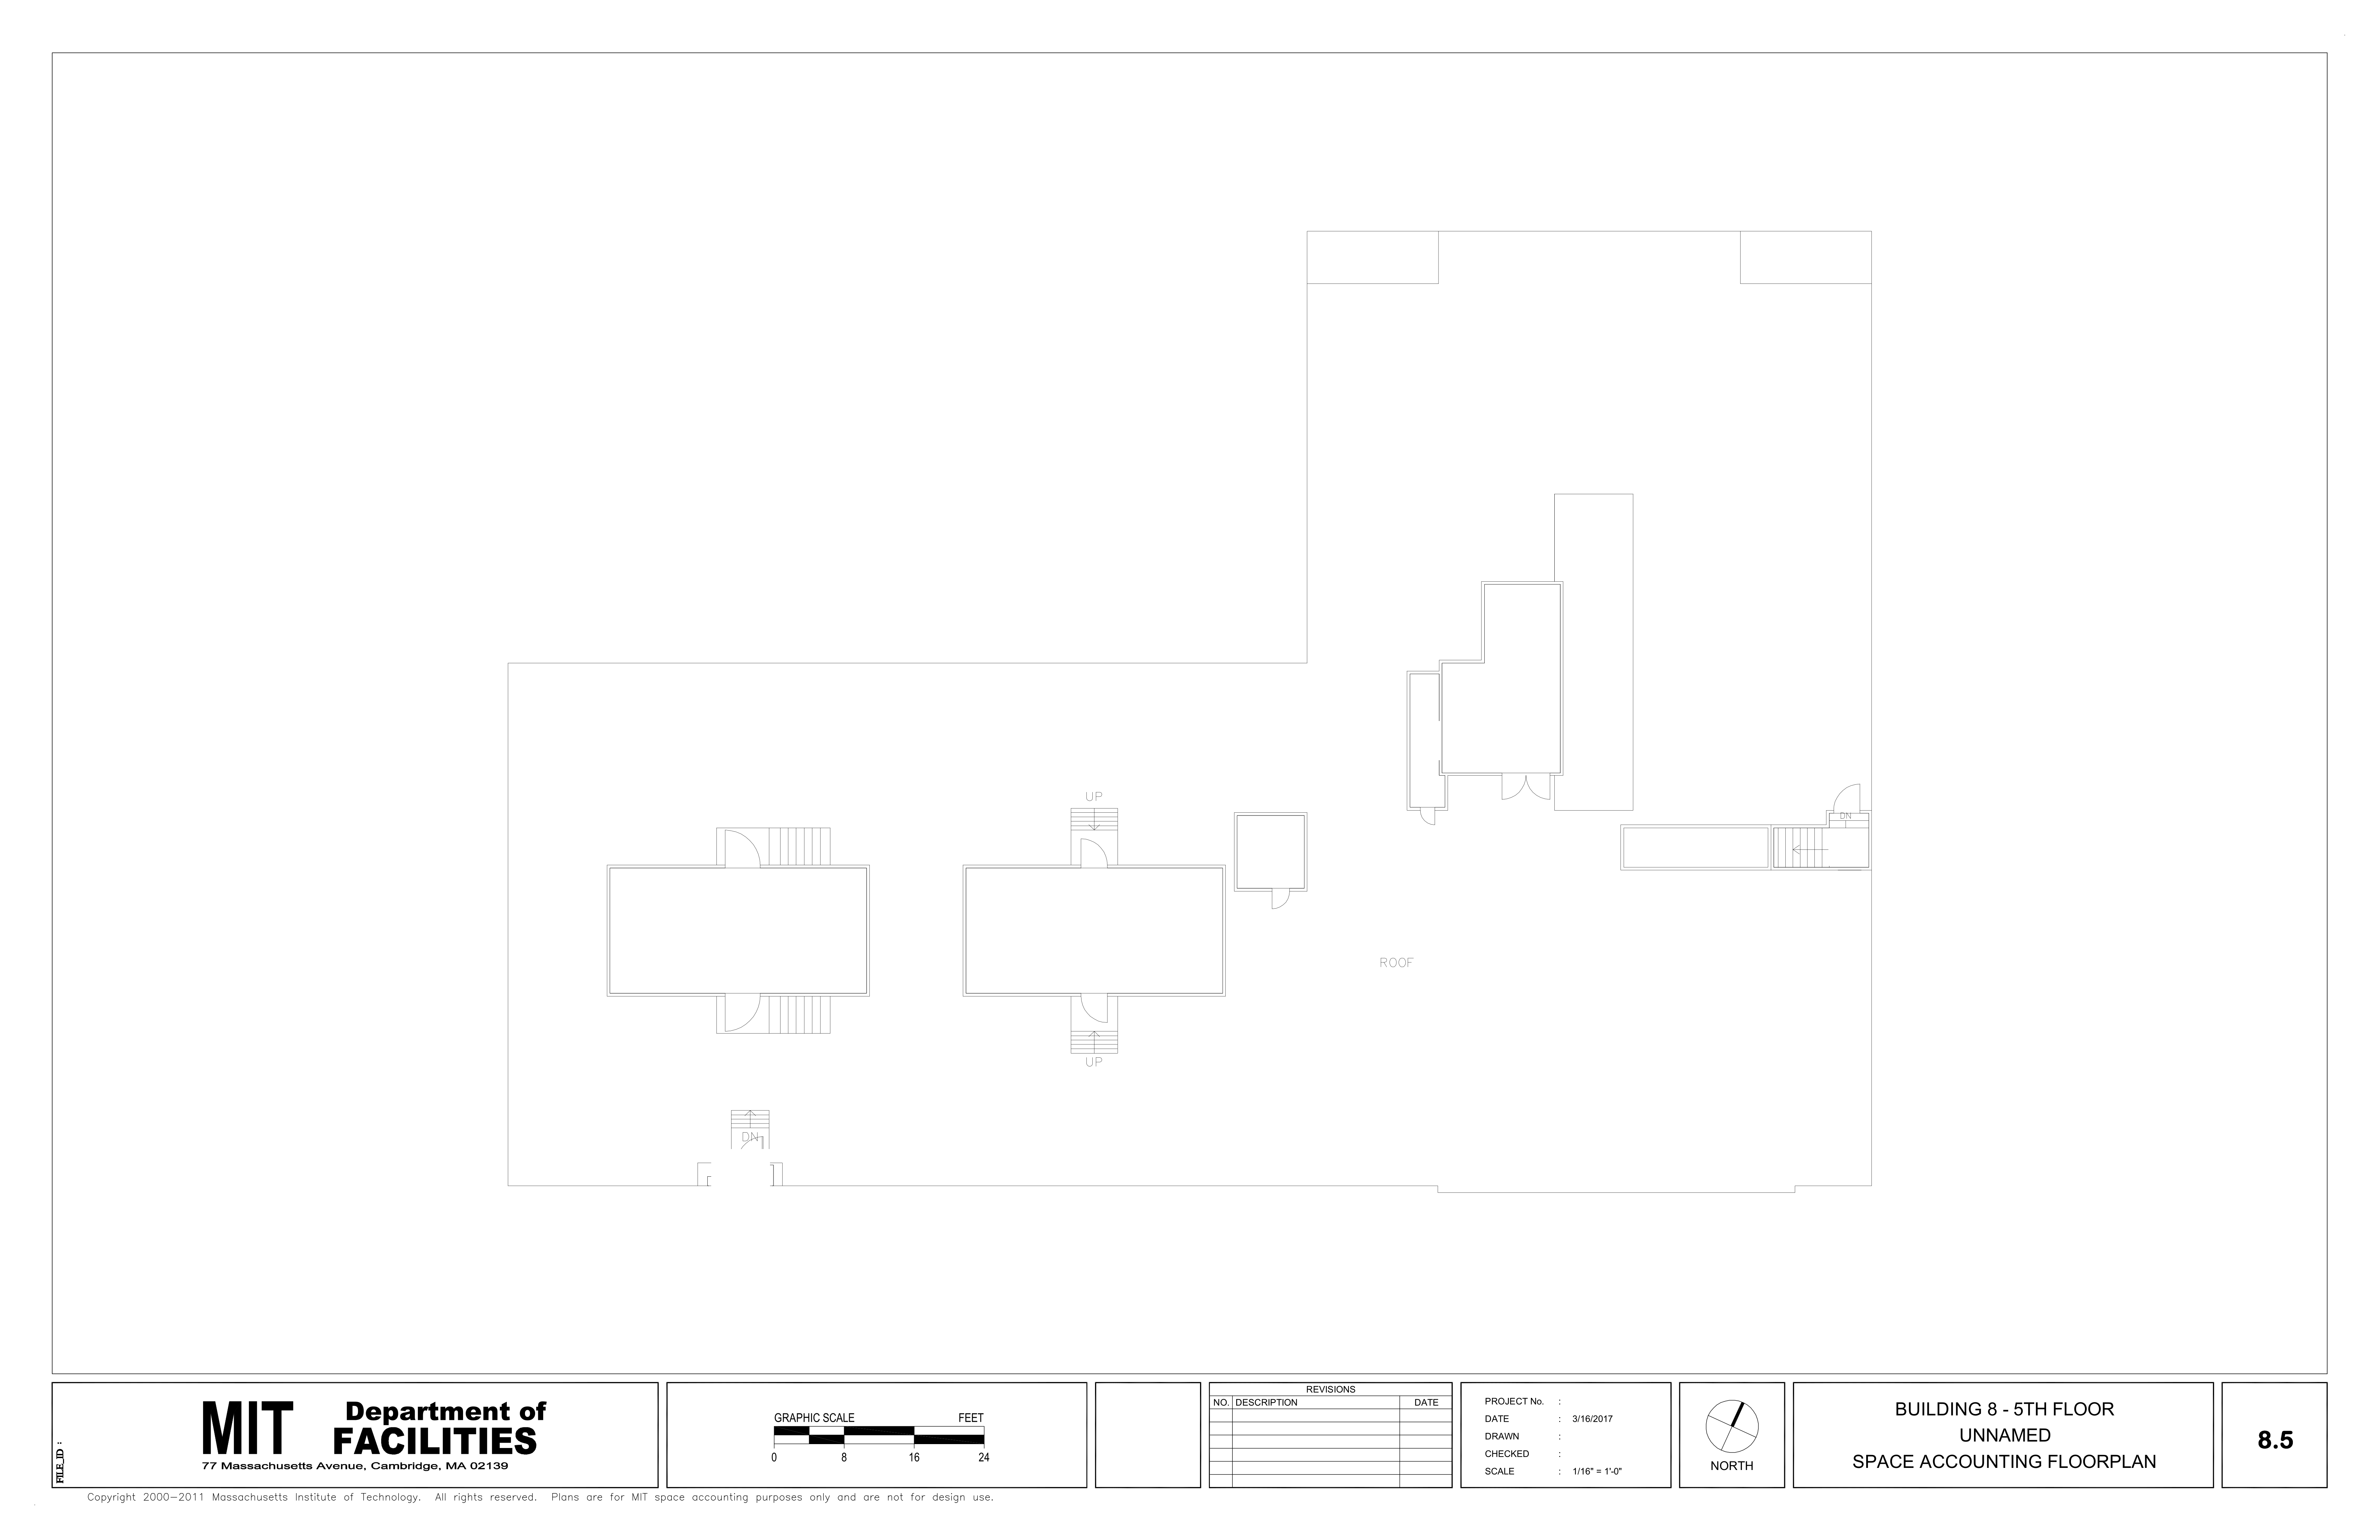 UP
DN
ROOF
UP
DN
MIT Department of
FACILITIES
77 Massachusetts Avenue, Cambridge, MA 02139
FILE_ID :
GRAPHIC SCALE FEET
0 8 16 24
REVISIONS
NO. DESCRIPTION DATE
PROJECT No. :
DATE : 3/16/2017
DRAWN :
CHECKED :
SCALE : 1/16" = 1'-0"
NORTH
BUILDING 8 - 5TH FLOOR
UNNAMED
SPACE ACCOUNTING FLOORPLAN
8.5
Copyright 2000-2011 Massachusetts Institute of Technology. All rights reserved. Plans are for MIT space accounting purposes only and are not for design use.